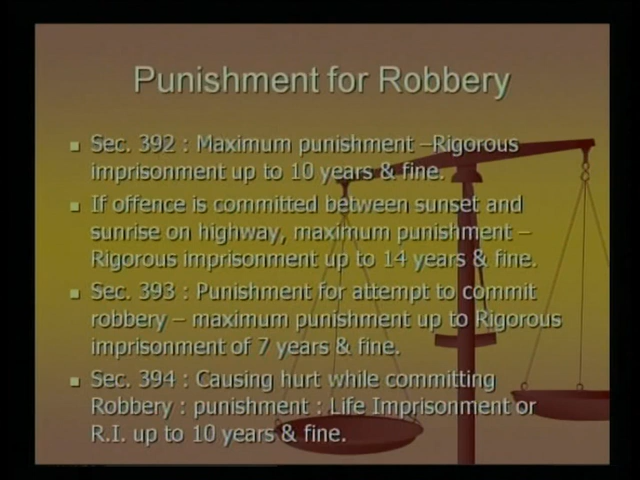 Punishment for Robbery
Sec. 392 : Maximum punishment –Rigorous
imprisonment up to 10 years & fine.
If offence is committed between sunset and
sunrise on highway, maximum punishment –
Rigorous imprisonment up to 14 years & fine.
Sec. 393 : Punishment for attempt to commit
robbery – maximum punishment up to Rigorous
imprisonment of 7 years & fine.
Sec. 394 : Causing hurt while committing
Robbery : punishment : Life Imprisonment or
R.I. up to 10 years & fine.